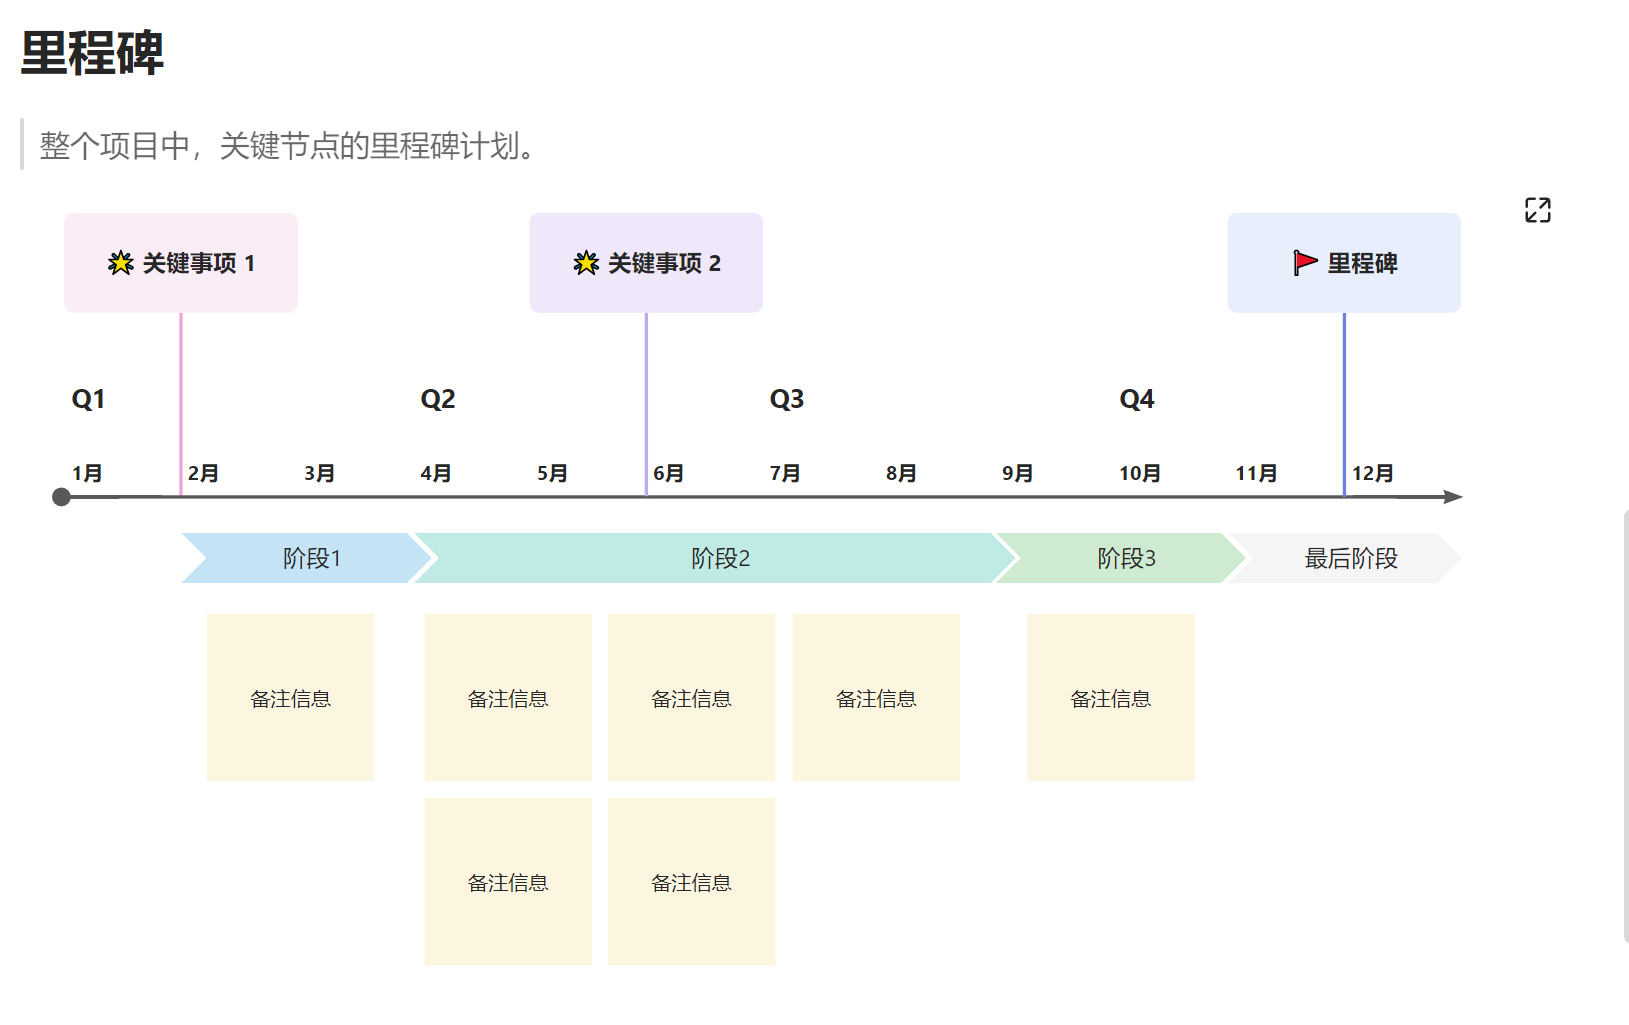 里程碑
整个项目中，关键节点的里程碑计划。
关键事项 1
关键事项 2
里程碑
Q1
Q2
Q3
Q4
1月
2月
3月
4月
5月
6月
7月
8月
9月
10月
11月
12月
阶段1
阶段2
阶段3
最后阶段
备注信息
备注信息
备注信息
备注信息
备注信息
备注信息
备注信息